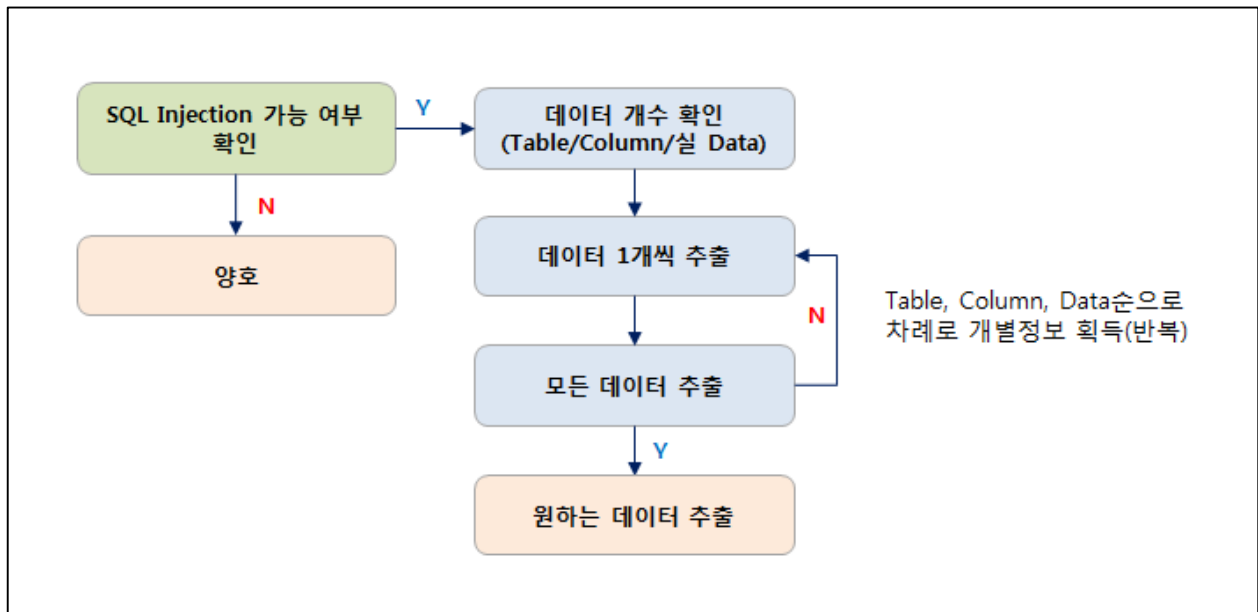 SQL Injection 가능 여부
확인
Y
데이터 개수 확인
(Table/Column/실 Data)
N
양호
데이터 1개씩 추출
N
Table, Column, Data순으로
차례로 개별정보 획득(반복)
모든 데이터 추출
Y
원하는 데이터 추출